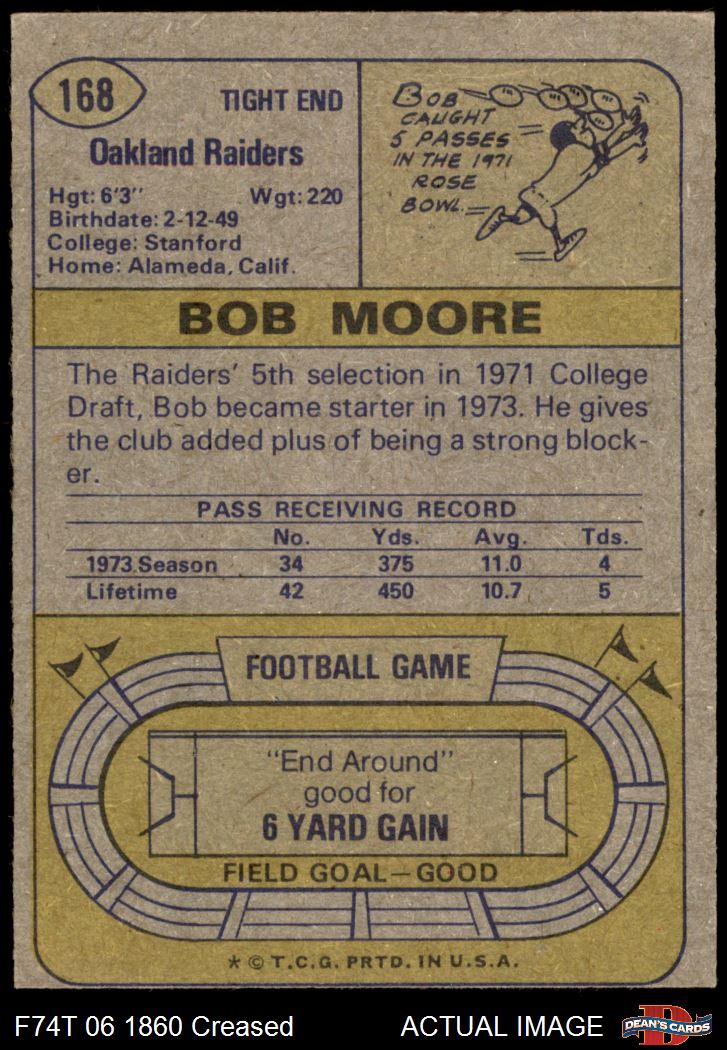 168
TIGHT END
Oakland Raiders
Hgt: 6'3" Wgt: 220
Birthdate: 2-12-49
College: Stanford
Home: Alameda, Calif.
BOB
CAUGHT
5 PASSES
IN THE 1971
ROSE
BOWL.
BOB MOORE
The Raiders' 5th selection in 1971 College
Draft, Bob became starter in 1973. He gives
the club added plus of being a strong block-
er.
PASS RECEIVING RECORD
No. Yds. Avg. Tds.
1973 Season 34 375 11.0 4
Lifetime 42 450 10.7 5
FOOTBALL GAME
"End Around"
good for
6 YARD GAIN
FIELD GOAL—GOOD
* © T.C.G. PRTD. IN U.S.A.
F74T 06 1860 Creased ACTUAL IMAGE
D
DEAN'S CARDS